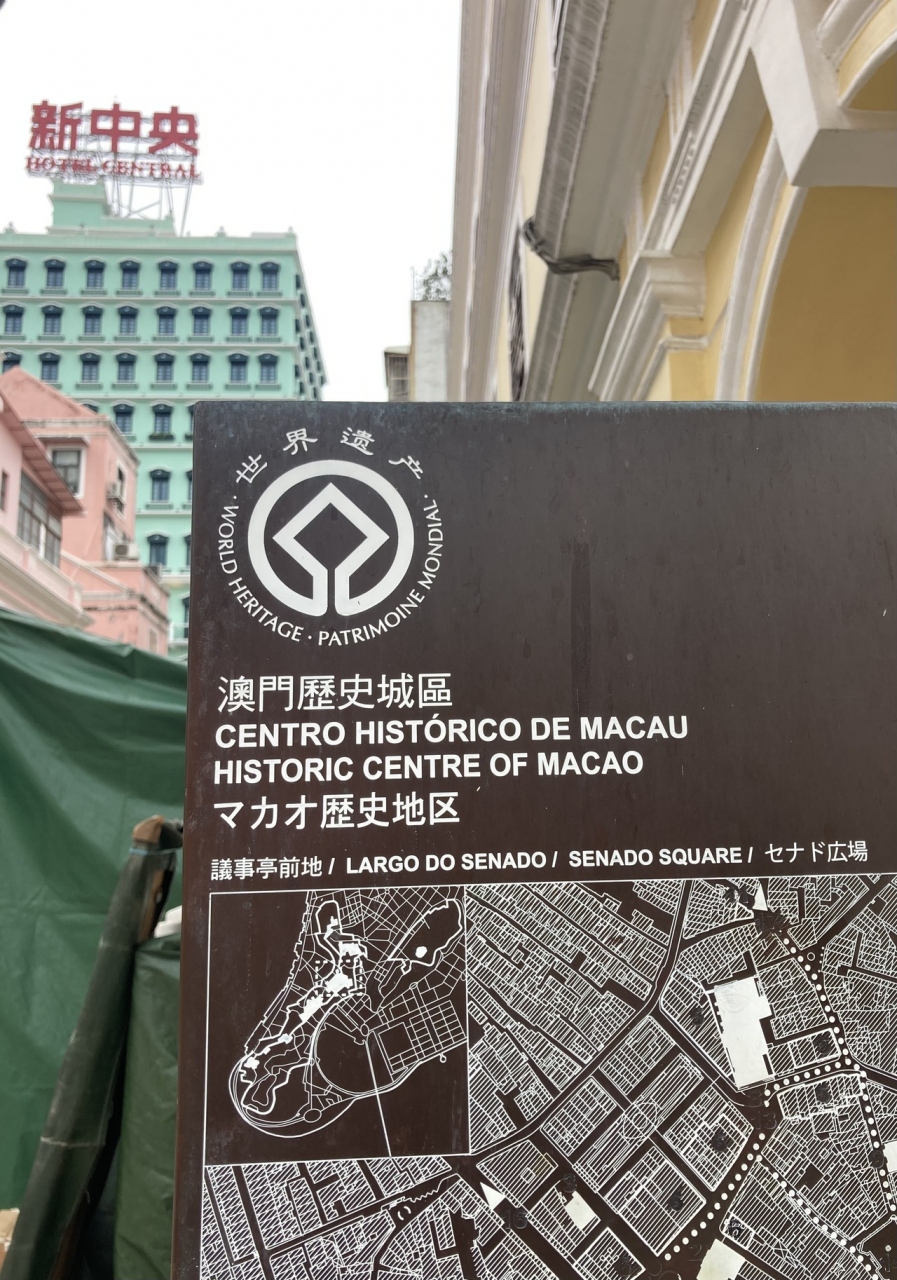 新中央
HOTEL CENTRAL
世界遗产
· WORLD HERITAGE · PATRIMOINE MONDIAL ·
澳門歷史城區
CENTRO HISTÓRICO DE MACAU
HISTORIC CENTRE OF MACAO
マカオ歴史地区
議事亭前地 / LARGO DO SENADO / SENADO SQUARE / セナド広場